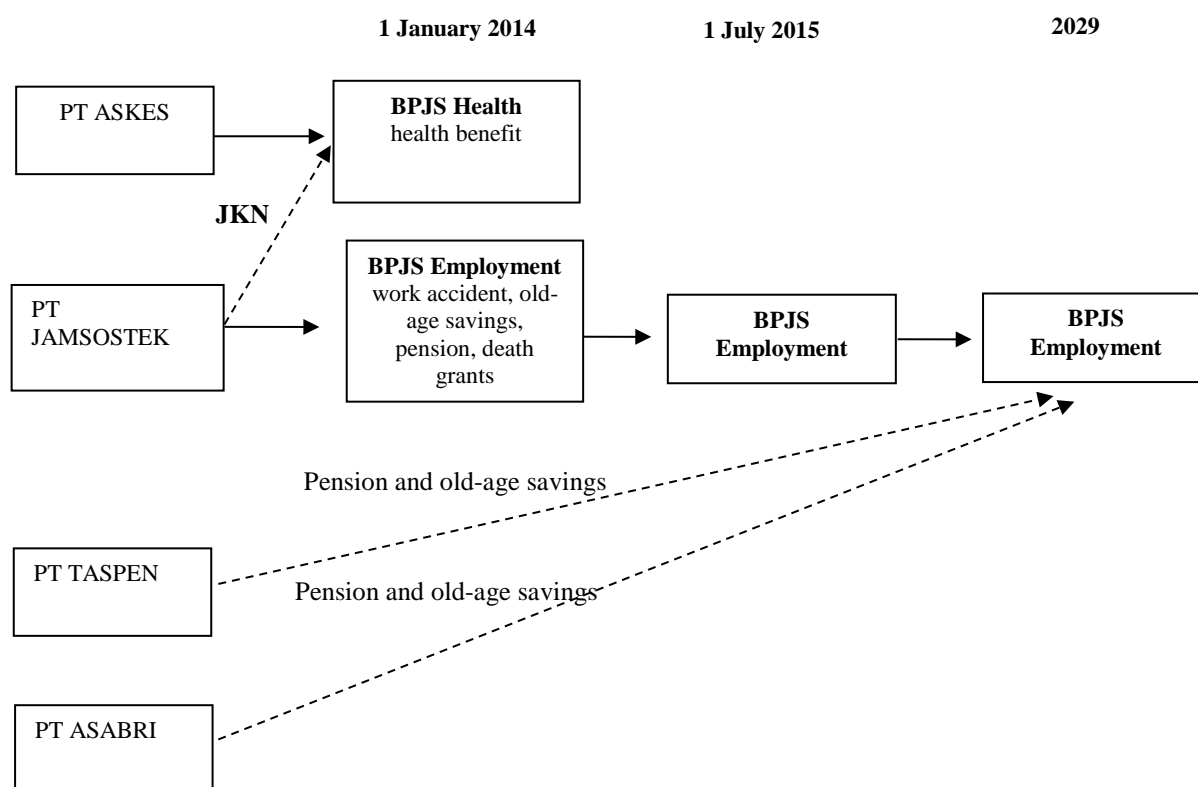 1 January 2014
1 July 2015
2029
PT ASKES
BPJS Health
health benefit
JKN
PT
JAMSOSTEK
BPJS Employment
work accident, old-
age savings,
pension, death
grants
BPJS
Employment
BPJS
Employment
Pension and old-age savings
PT TASPEN
Pension and old-age savings
PT ASABRI